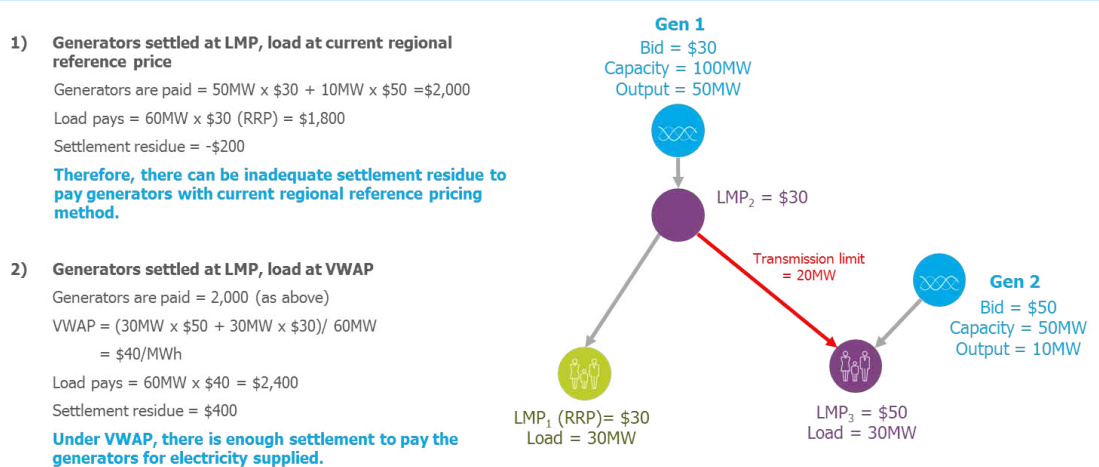 1) Generators settled at LMP, load at current regional
reference price
Generators are paid = 50MW x $30 + 10MW x $50 =$2,000
Load pays = 60MW x $30 (RRP) = $1,800
Settlement residue = -$200
Therefore, there can be inadequate settlement residue to
pay generators with current regional reference pricing
method.
2) Generators settled at LMP, load at VWAP
Generators are paid = 2,000 (as above)
VWAP = (30MW x $50 + 30MW x $30)/ 60MW
= $40/MWh
Load pays = 60MW x $40 = $2,400
Settlement residue = $400
Under VWAP, there is enough settlement to pay the
generators for electricity supplied.
Gen 1
Bid = $30
Capacity = 100MW
Output = 50MW
LMP₂ = $30
Transmission limit
= 20MW
Gen 2
Bid = $50
Capacity = 50MW
Output = 10MW
LMP₁ (RRP)= $30
Load = 30MW
LMP₃ = $50
Load = 30MW